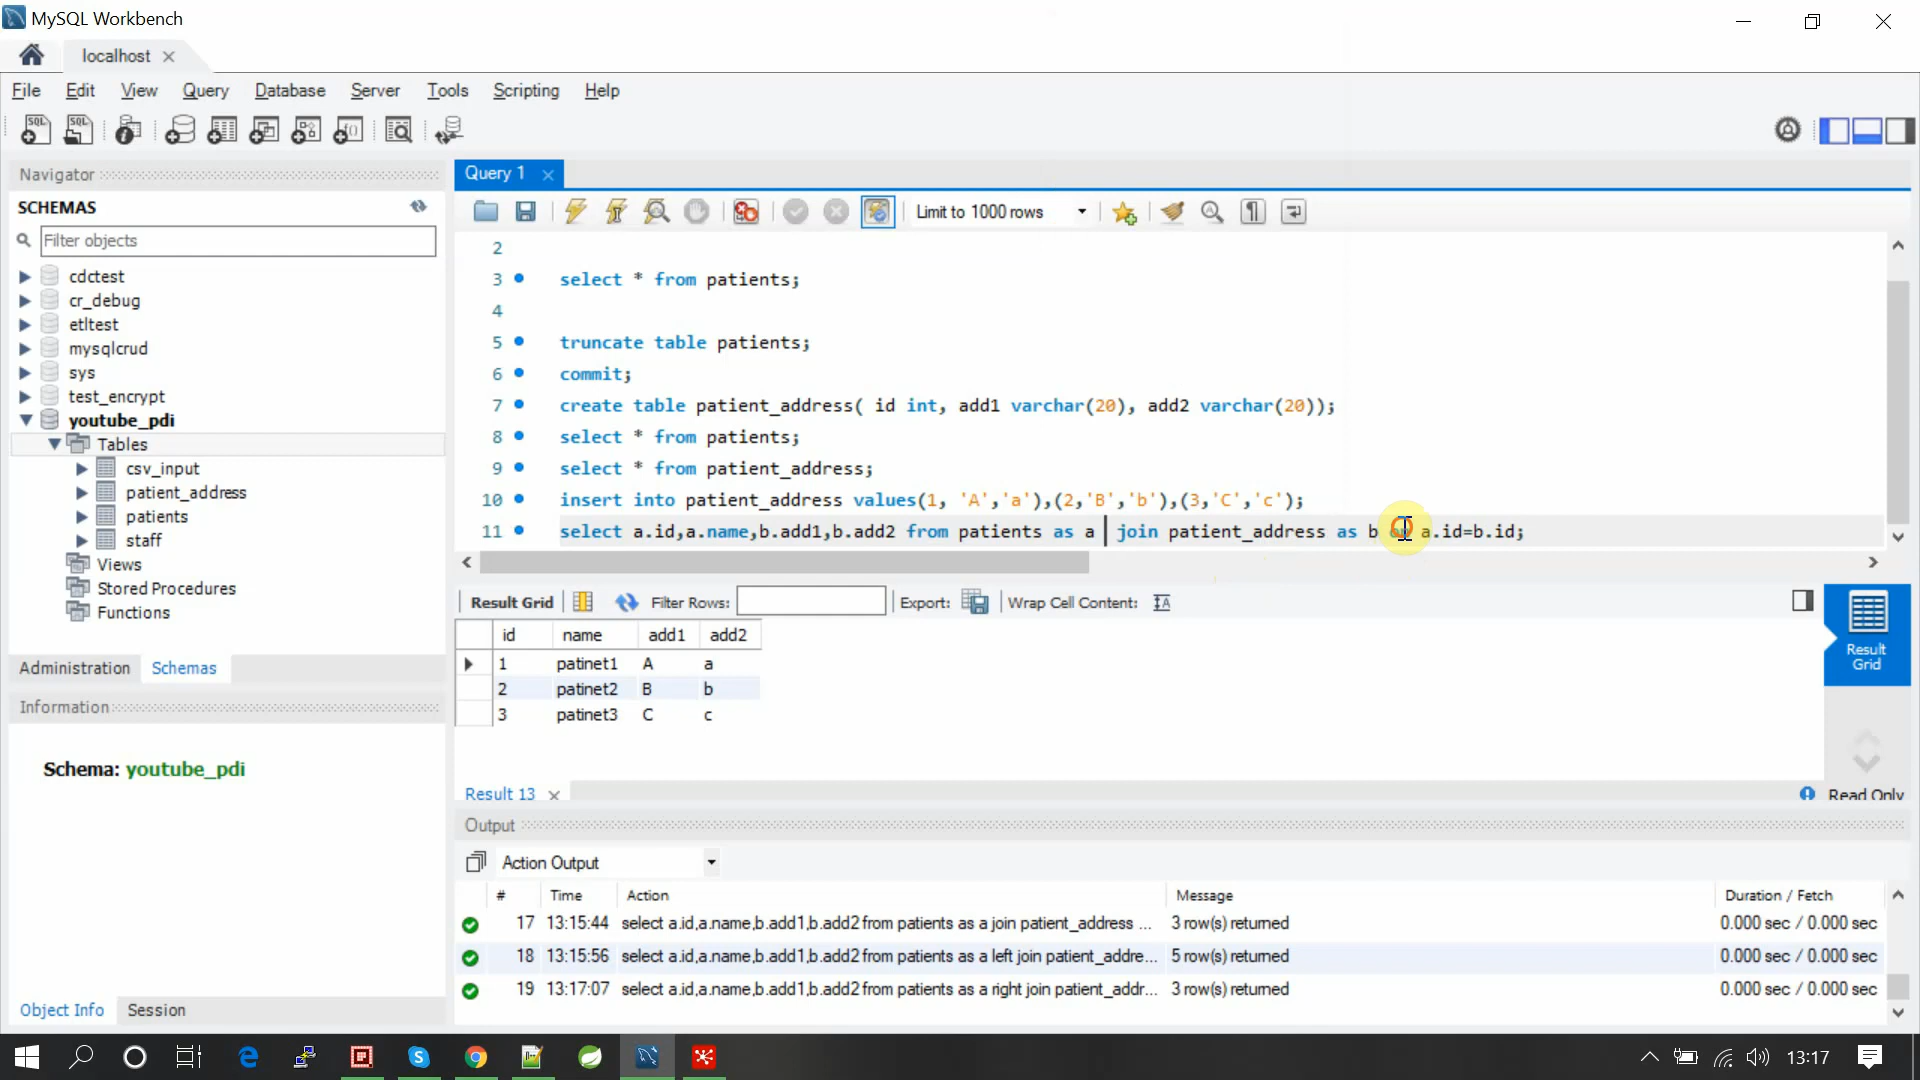 MySQL Workbench
localhost
File Edit View Query Database Server Tools Scripting Help
Navigator
SCHEMAS
Filter objects
cdctest
cr_debug
etltest
mysqlcrud
sys
test_encrypt
youtube_pdi
Tables
csv_input
patient_address
patients
staff
Views
Stored Procedures
Functions
Administration Schemas
Information
Schema: youtube_pdi
Object Info Session
Query 1
Limit to 1000 rows
2
3 select * from patients;
4
5 truncate table patients;
6 commit;
7 create table patient_address( id int, add1 varchar(20), add2 varchar(20));
8 select * from patients;
9 select * from patient_address;
10 insert into patient_address values(1, 'A','a'),(2,'B','b'),(3,'C','c');
11 select a.id,a.name,b.add1,b.add2 from patients as a join patient_address as b on a.id=b.id;
Result Grid Filter Rows: Export: Wrap Cell Content:
id name add1 add2
1 patinet1 A a
2 patinet2 B b
3 patinet3 C c
Result Grid
Result 13 Read Only
Output
Action Output
# Time Action Message Duration / Fetch
17 13:15:44 select a.id,a.name,b.add1,b.add2 from patients as a join patient_address ... 3 row(s) returned 0.000 sec / 0.000 sec
18 13:15:56 select a.id,a.name,b.add1,b.add2 from patients as a left join patient_addre... 5 row(s) returned 0.000 sec / 0.000 sec
19 13:17:07 select a.id,a.name,b.add1,b.add2 from patients as a right join patient_addr... 3 row(s) returned 0.000 sec / 0.000 sec
13:17